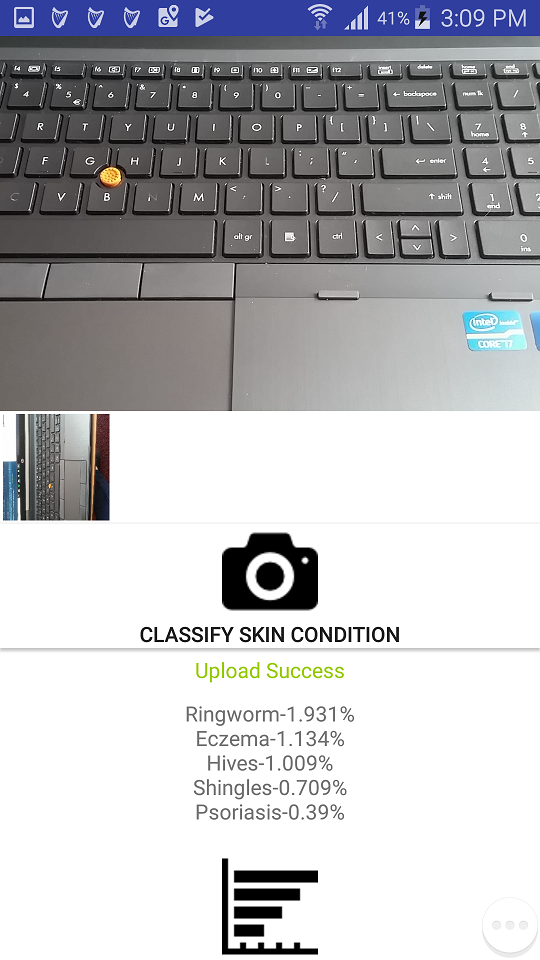 41% 3:09 PM
f4 f5 f6 f7 f8 f9 f10 f11 f12 insert delete home end
$ 4 % 5 € ^ 6 & 7 * 8 ( 9 ) 0 - + = ← backspace num lk /
R T Y U I O P { [ } ] | \ 7 home 8 ↑
F G H J K L : ; ← enter 4 ← 5
C V B N M < , > . ? / ↑ shift 1 end 2
alt gr ctrl < ^ v > 0 ins
intel inside™
CORE™ i7
CLASSIFY SKIN CONDITION
Upload Success
Ringworm-1.931%
Eczema-1.134%
Hives-1.009%
Shingles-0.709%
Psoriasis-0.39%